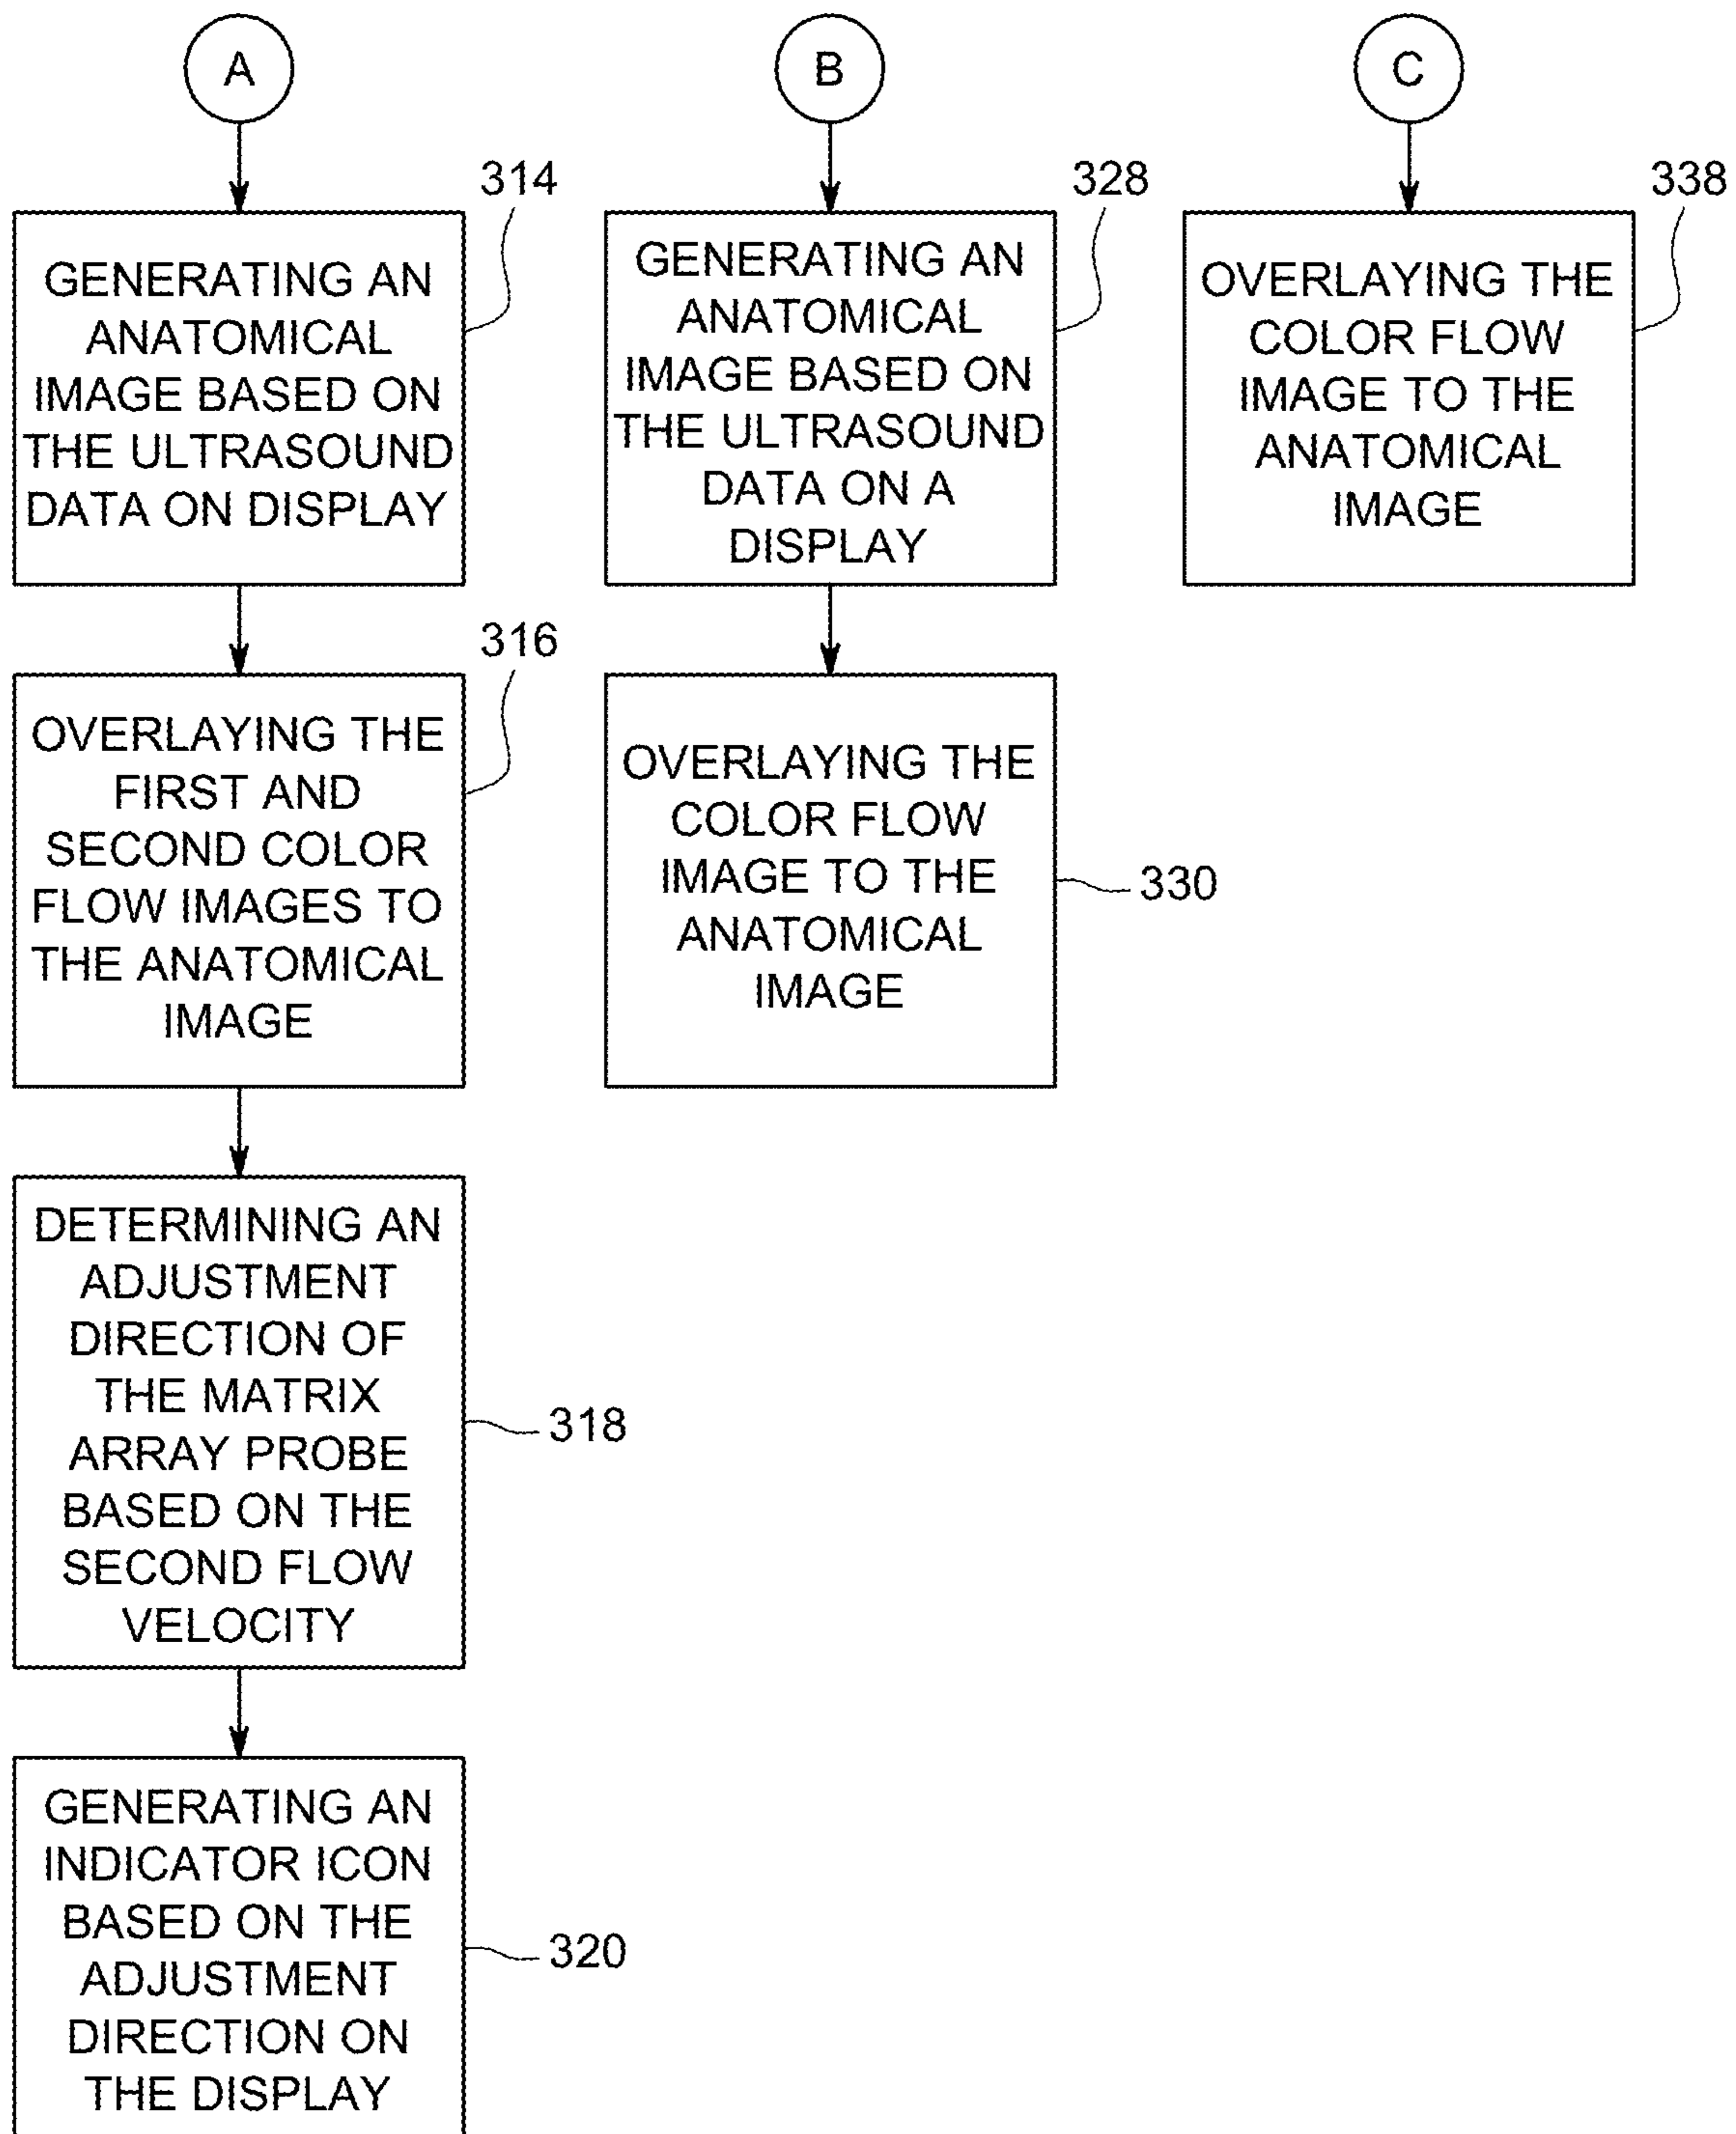 A
314
GENERATING AN
ANATOMICAL
IMAGE BASED ON
THE ULTRASOUND
DATA ON DISPLAY
316
OVERLAYING THE
FIRST AND
SECOND COLOR
FLOW IMAGES TO
THE ANATOMICAL
IMAGE
DETERMINING AN
ADJUSTMENT
DIRECTION OF
THE MATRIX
ARRAY PROBE
BASED ON THE
SECOND FLOW
VELOCITY
318
GENERATING AN
INDICATOR ICON
BASED ON THE
ADJUSTMENT
DIRECTION ON
THE DISPLAY
320
B
328
GENERATING AN
ANATOMICAL
IMAGE BASED ON
THE ULTRASOUND
DATA ON A
DISPLAY
OVERLAYING THE
COLOR FLOW
IMAGE TO THE
ANATOMICAL
IMAGE
330
C
338
OVERLAYING THE
COLOR FLOW
IMAGE TO THE
ANATOMICAL
IMAGE